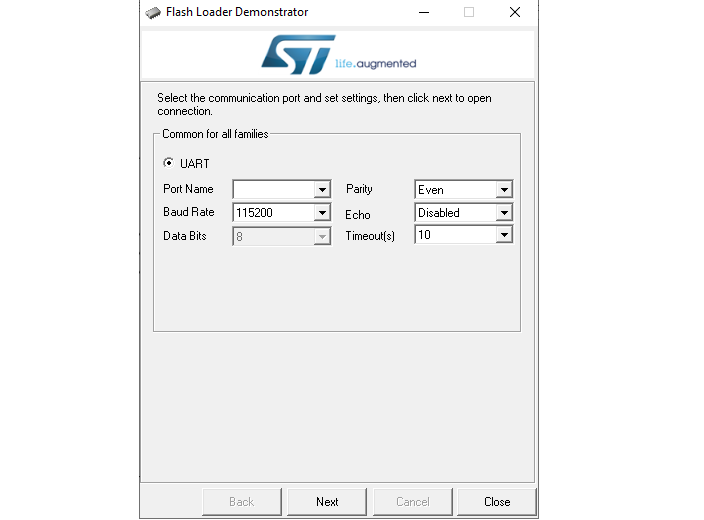 Flash Loader Demonstrator
ST life.augmented
Select the communication port and set settings, then click next to open
connection.
Common for all families
UART
Port Name Parity Even
Baud Rate 115200 Echo Disabled
Data Bits 8 Timeout(s) 10
Back Next Cancel Close